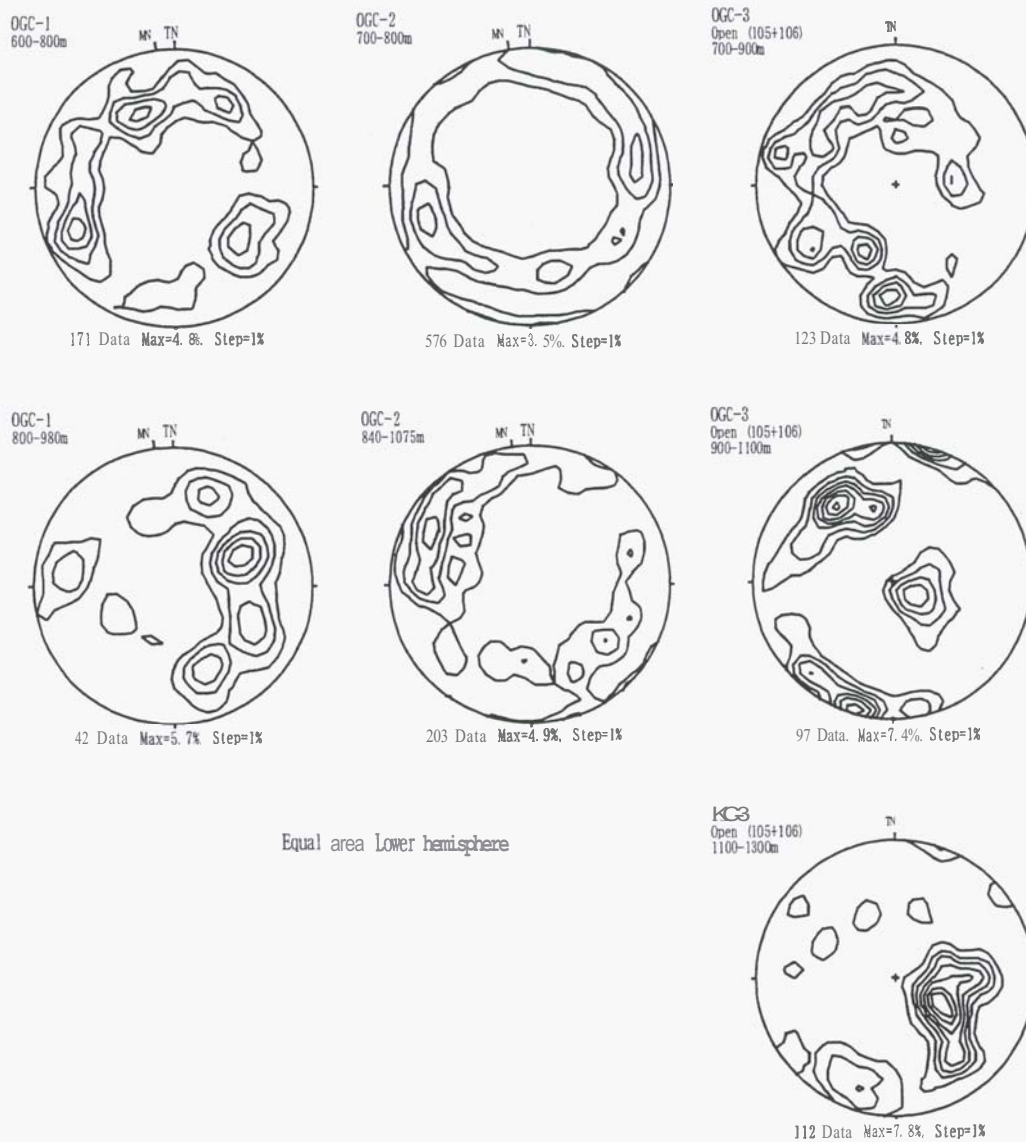 OGC-1
600-800m
MN TN
171 Data Max=4.8%. Step=1%
OGC-2
700-800m
MN TN
576 Data Max=3.5%. Step=1%
OGC-3
Open (105+106)
700-900m
TN
123 Data Max=4.8%, Step=1%
OGC-1
800-980m
MN TN
42 Data Max=5.7% Step=1%
OGC-2
840-1075m
MN TN
203 Data Max=4.9%, Step=1%
OGC-3
Open (105+106)
900-1100m
TN
97 Data. Max=7.4%. Step=1%
Equal area Lower hemisphere
KC3
Open (105+106)
1100-1300m
TN
112 Data Max=7.8%, Step=1%